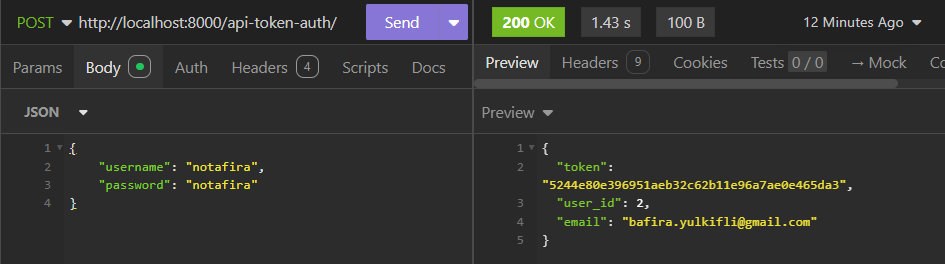 POST http://localhost:8000/api-token-auth/ Send
200 OK 1.43 s 100 B 12 Minutes Ago
Params Body Auth Headers 4 Scripts Docs
Preview Headers 9 Cookies Tests 0 / 0 → Mock Co
JSON
Preview
1 {
2 "username": "notafira",
3 "password": "notafira"
4 }
1 {
2 "token":
"5244e80e396951aeb32c62b11e96a7ae0e465da3",
3 "user_id": 2,
4 "email": "bafira.yulkifli@gmail.com"
5 }